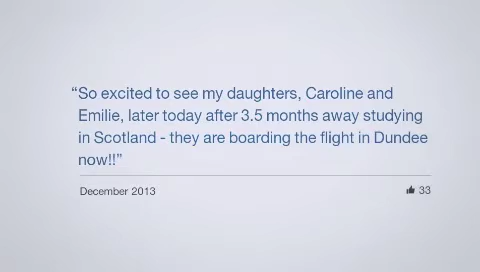 “So excited to see my daughters, Caroline and
Emilie, later today after 3.5 months away studying
in Scotland - they are boarding the flight in Dundee
now!!”
December 2013
33